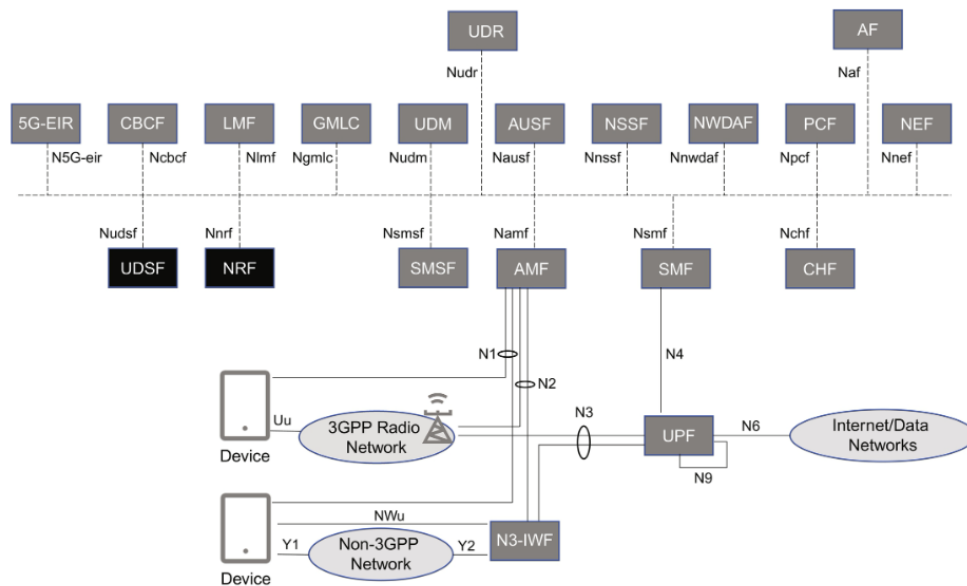 UDR
AF
Nudr
Naf
5G-EIR
CBCF
LMF
GMLC
UDM
AUSF
NSSF
NWDAF
PCF
NEF
N5G-eir
Ncbcf
Nlmf
Ngmlc
Nudm
Nausf
Nnssf
Nnwdaf
Npcf
Nnef
Nudsf
Nnrf
Nsmsf
Namf
Nsmf
Nchf
UDSF
NRF
SMSF
AMF
SMF
CHF
N1
N4
N2
Uu
3GPP Radio
Network
N3
UPF
N6
Internet/Data
Networks
Device
N9
NWu
Y1
Non-3GPP
Network
Y2
N3-IWF
Device